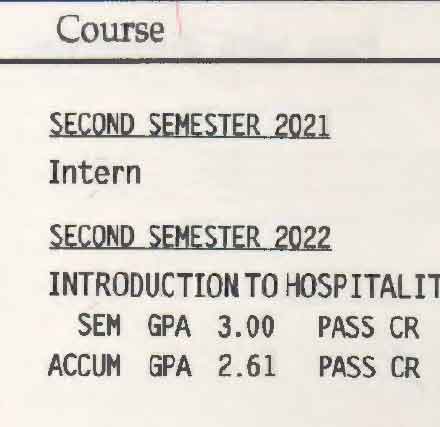 Course
SECOND SEMESTER 2021
Intern
SECOND SEMESTER 2022
INTRODUCTION TO HOSPITALIT
SEM GPA 3.00 PASS CR
ACCUM GPA 2.61 PASS CR